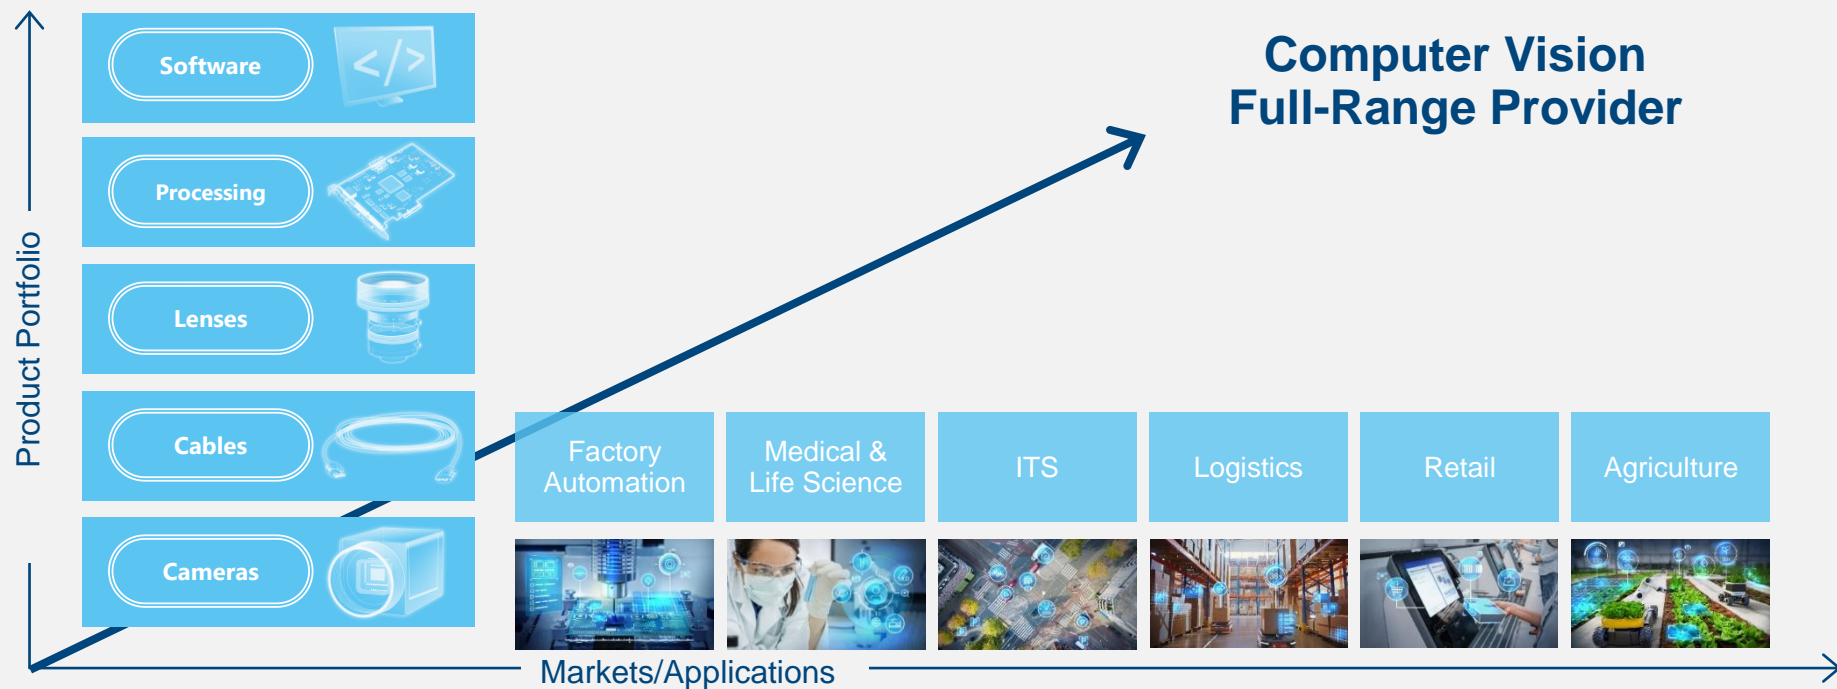 Computer Vision
Full-Range Provider
Product Portfolio
Software
</>
Processing
Lenses
Cables
Cameras
Factory
Automation
Medical &
Life Science
ITS
Logistics
Retail
Agriculture
Markets/Applications